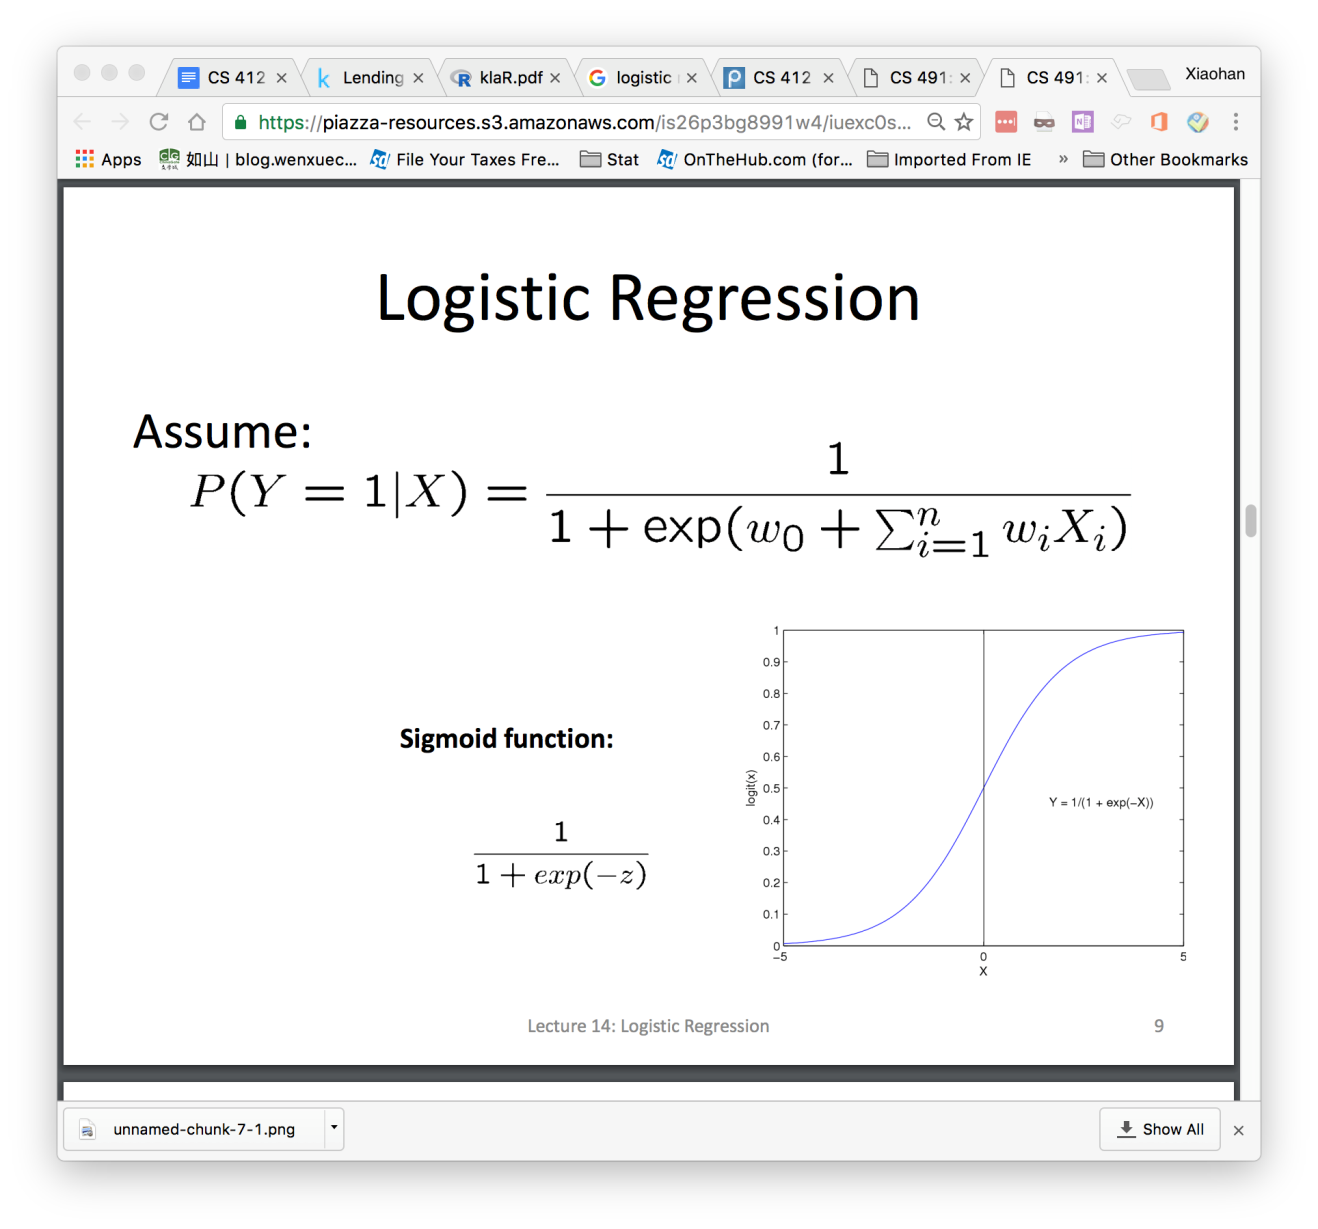 CS 412
Lending
klaR.pdf
logistic
CS 412
CS 491:
CS 491:
Xiaohan
https://piazza-resources.s3.amazonaws.com/is26p3bg8991w4/iuexc0s...
Apps
如山 | blog.wenxuec...
File Your Taxes Fre...
Stat
OnTheHub.com (for...
Imported From IE
»
Other Bookmarks
Logistic Regression
Assume:
P(Y = 1|X) = 1 / (1 + exp(w₀ + ∑ⁿᵢ₌₁ wᵢXᵢ))
Sigmoid function:
1
1 + exp(−z)
1
0.9
0.8
0.7
0.6
0.5
0.4
0.3
0.2
0.1
0
logit(x)
Y = 1/(1 + exp(−X))
−5
0
5
X
Lecture 14: Logistic Regression
9
unnamed-chunk-7-1.png
Show All